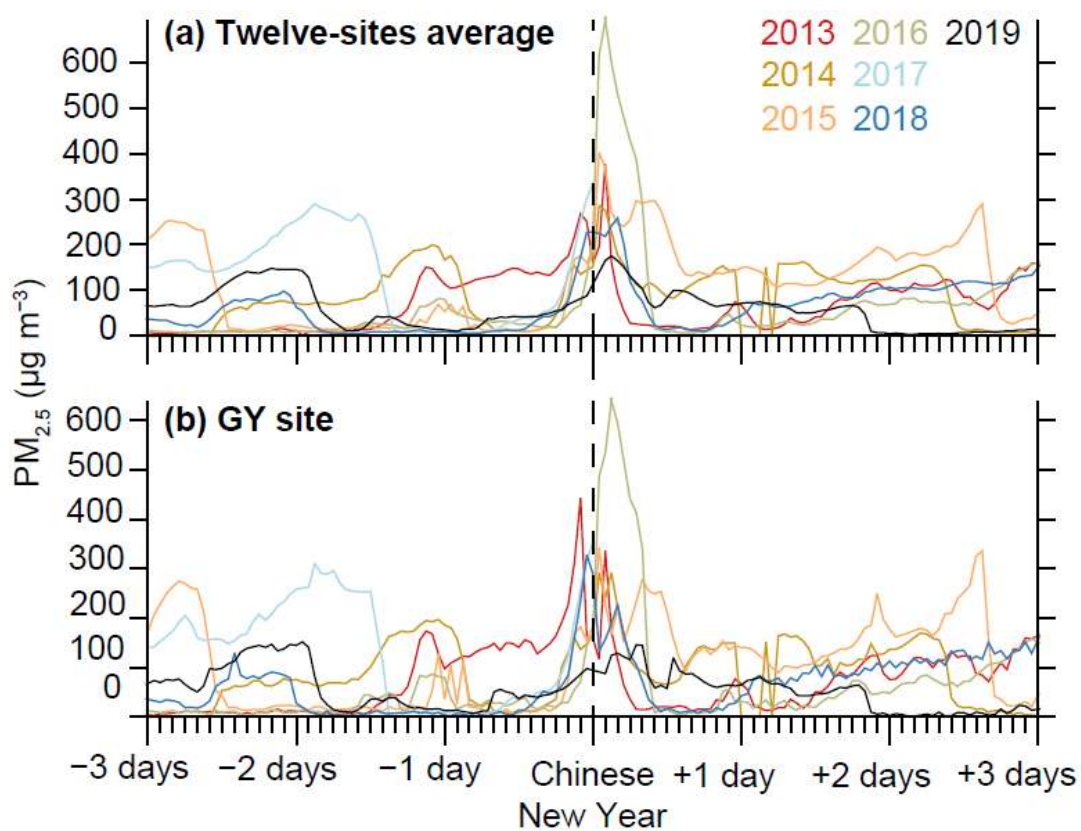 (a) Twelve-sites average
2013 2016 2019
2014 2017
2015 2018
600
500
400
300
200
100
0
PM2.5 (µg m−3)
(b) GY site
600
500
400
300
200
100
0
−3 days −2 days −1 day Chinese +1 day +2 days +3 days
New Year